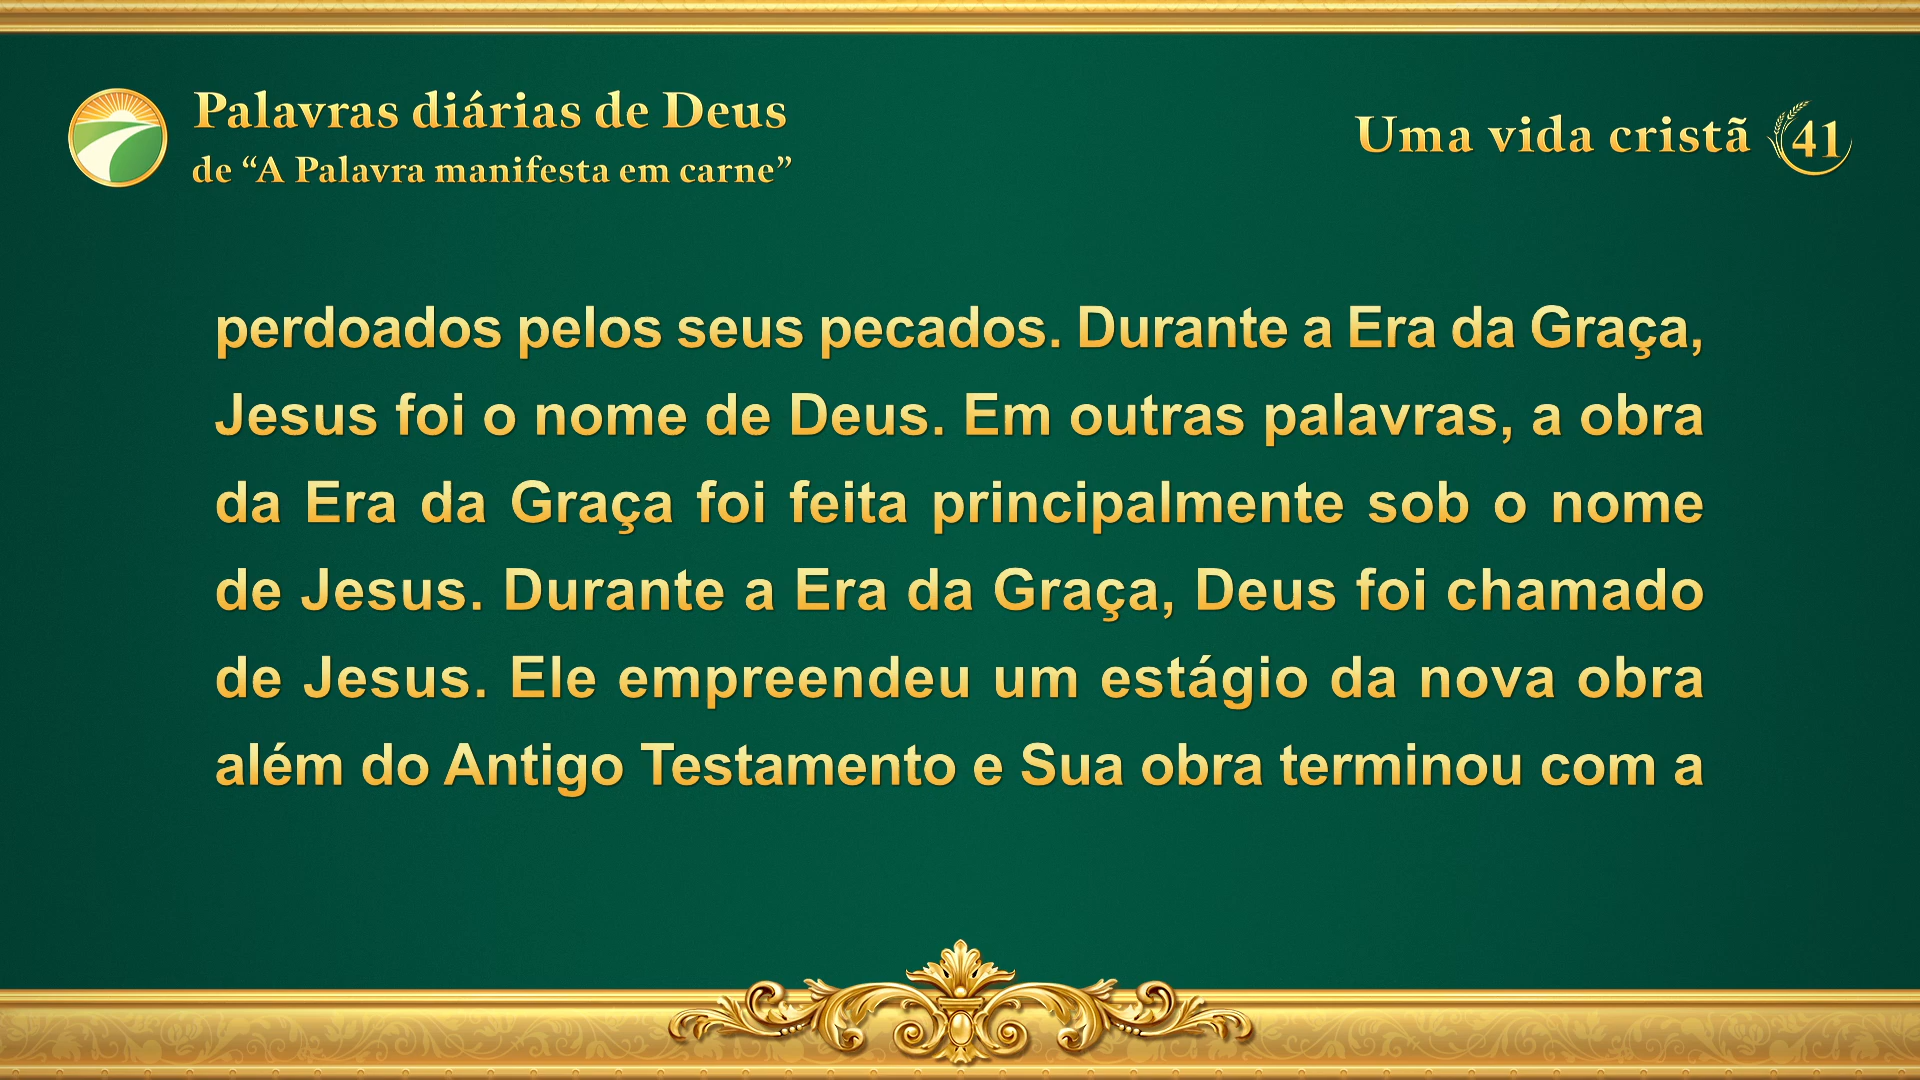 Palavras diárias de Deus
de “A Palavra manifesta em carne”
Uma vida cristã 41
perdoados pelos seus pecados. Durante a Era da Graça,
Jesus foi o nome de Deus. Em outras palavras, a obra
da Era da Graça foi feita principalmente sob o nome
de Jesus. Durante a Era da Graça, Deus foi chamado
de Jesus. Ele empreendeu um estágio da nova obra
além do Antigo Testamento e Sua obra terminou com a